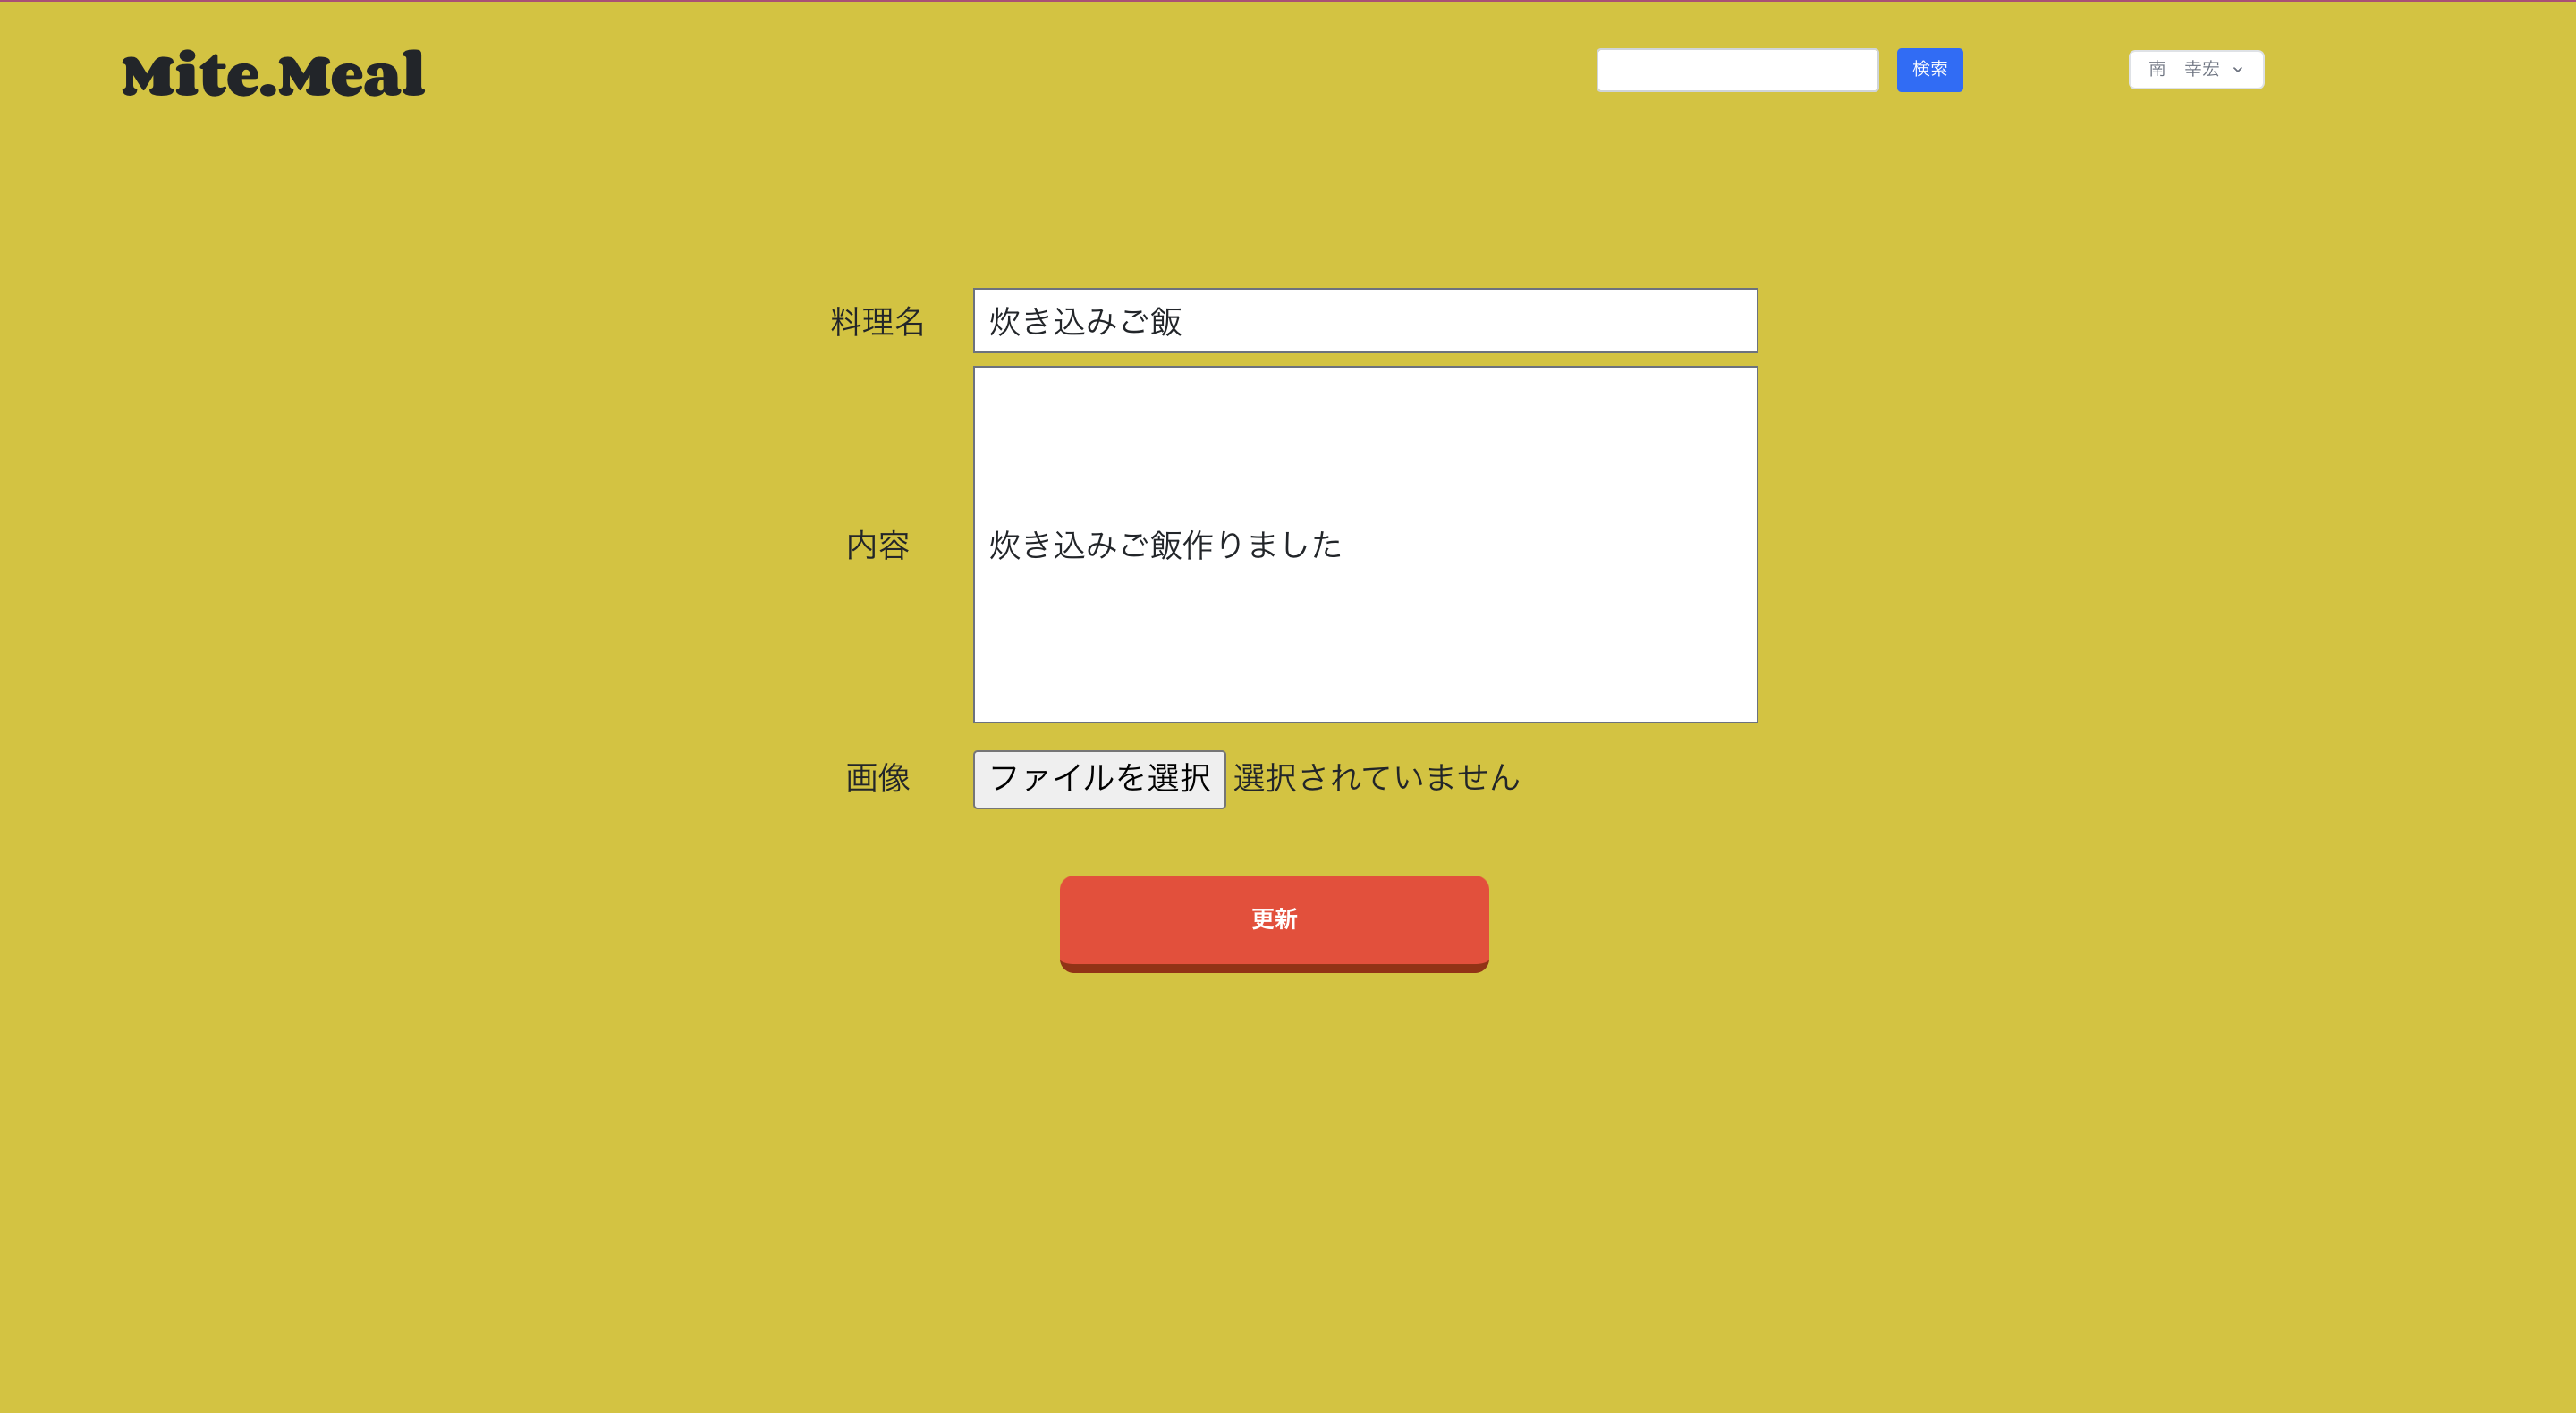 Mite.Meal
検索
南　幸宏
料理名
炊き込みご飯
内容
炊き込みご飯作りました
画像
ファイルを選択 選択されていません
更新